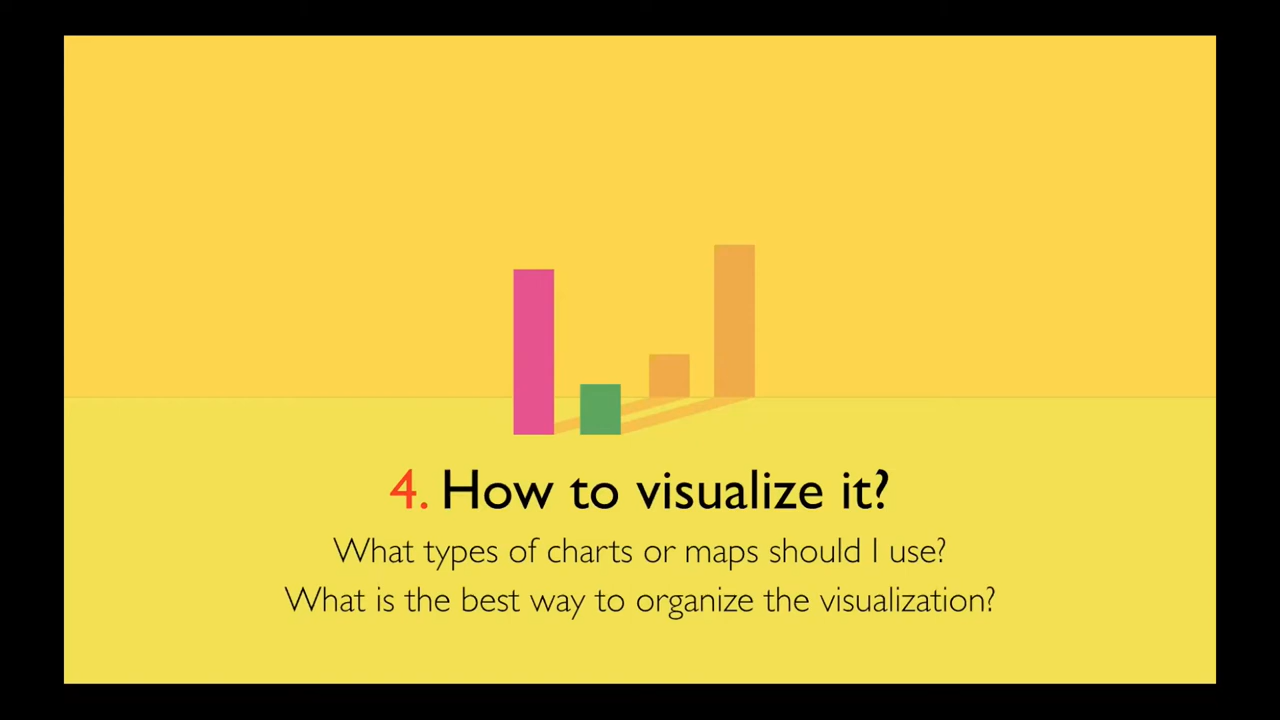 4. How to visualize it?
What types of charts or maps should I use?
What is the best way to organize the visualization?